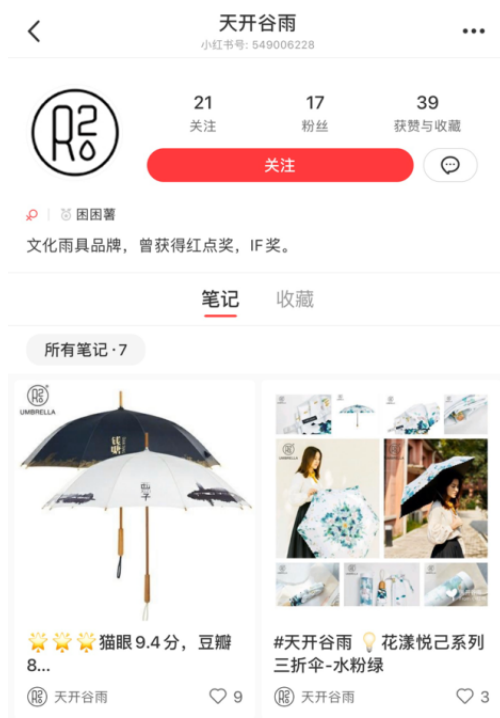 天开谷雨
小红书号: 549006228
21
17
39
关注
粉丝
获赞与收藏
关注
困困薯
文化雨具品牌，曾获得红点奖，IF奖。
笔记
收藏
所有笔记·7
UMBRELLA
UMBRELLA
🌟🌟🌟猫眼9.4分，豆瓣
8...
#天开谷雨 💡花漾悦己系列
三折伞-水粉绿
天开谷雨
9
天开谷雨
3